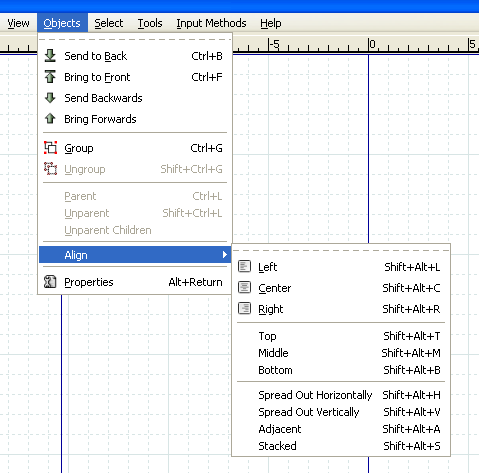 View Objects Select Tools Input Methods Help
-5 0 5
Send to Back Ctrl+B
Bring to Front Ctrl+F
Send Backwards
Bring Forwards
Group Ctrl+G
Ungroup Shift+Ctrl+G
Parent Ctrl+L
Unparent Shift+Ctrl+L
Unparent Children
Align
Properties Alt+Return
Left Shift+Alt+L
Center Shift+Alt+C
Right Shift+Alt+R
Top Shift+Alt+T
Middle Shift+Alt+M
Bottom Shift+Alt+B
Spread Out Horizontally Shift+Alt+H
Spread Out Vertically Shift+Alt+V
Adjacent Shift+Alt+A
Stacked Shift+Alt+S